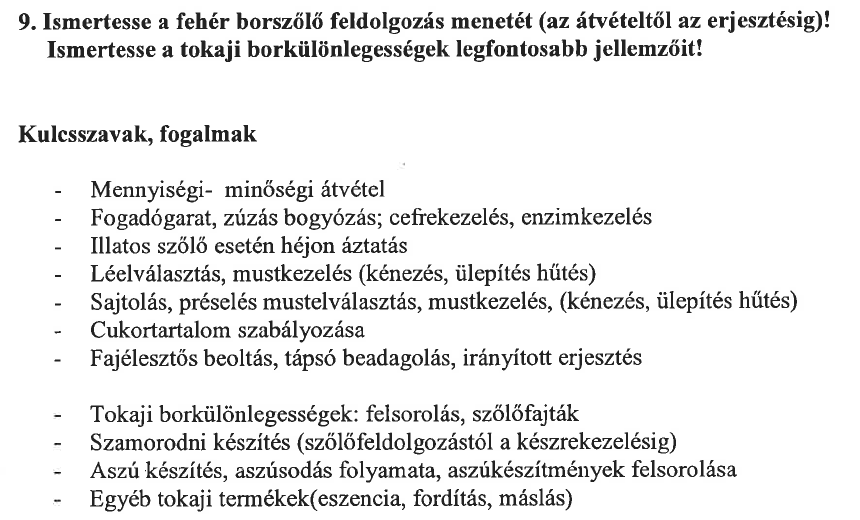 9. Ismertesse a fehér borszőlő feldolgozás menetét (az átvételtől az erjesztésig)!
Ismertesse a tokaji borkülönlegességek legfontosabb jellemzőit!
Kulcsszavak, fogalmak
- Mennyiségi- minőségi átvétel
- Fogadógarat, zúzás bogyózás; cefrekezelés, enzimkezelés
- Illatos szőlő esetén héjon áztatás
- Léelválasztás, mustkezelés (kénezés, ülepítés hűtés)
- Sajtolás, préselés mustelválasztás, mustkezelés, (kénezés, ülepítés hűtés)
- Cukortartalom szabályozása
- Fajélesztős beoltás, tápsó beadagolás, irányított erjesztés
- Tokaji borkülönlegességek: felsorolás, szőlőfajták
- Szamorodni készítés (szőlőfeldolgozástól a készrekezelésig)
- Aszú készítés, aszúsodás folyamata, aszúkészítmények felsorolása
- Egyéb tokaji termékek(eszencia, fordítás, máslás)